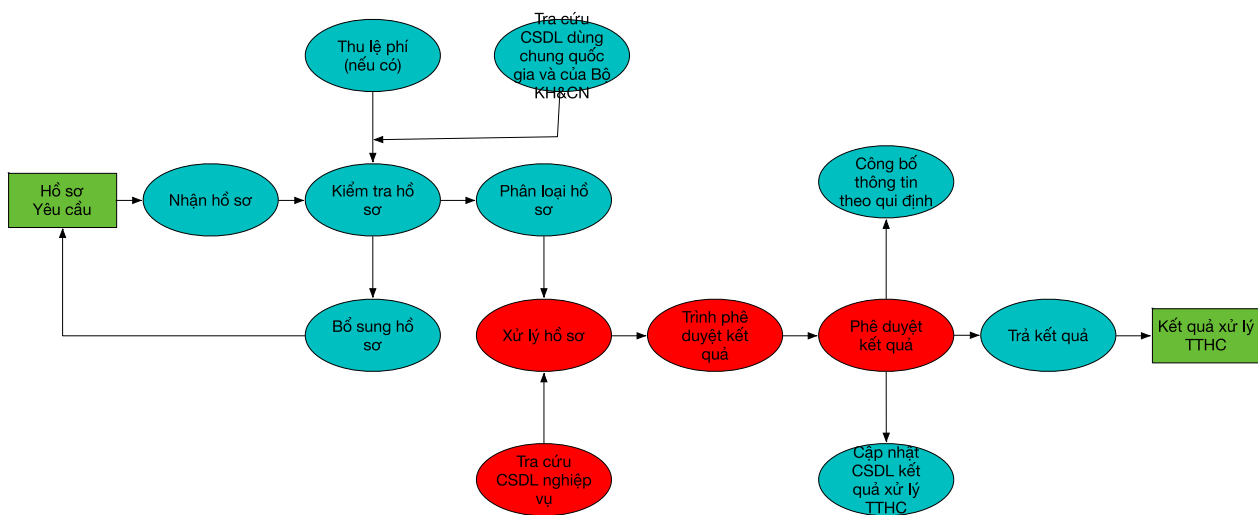 Thu lệ phí
(nếu có)
Tra cứu
CSDL dùng
chung quốc
gia và của Bộ
KH&CN
Hồ sơ
Yêu cầu
Nhận hồ sơ
Kiểm tra hồ
sơ
Phân loại hồ
sơ
Công bố
thông tin
theo qui định
Bổ sung hồ
sơ
Xử lý hồ sơ
Trình phê
duyệt kết
quả
Phê duyệt
kết quả
Trả kết quả
Kết quả xử lý
TTHC
Tra cứu
CSDL nghiệp
vụ
Cập nhật
CSDL kết
quả xử lý
TTHC